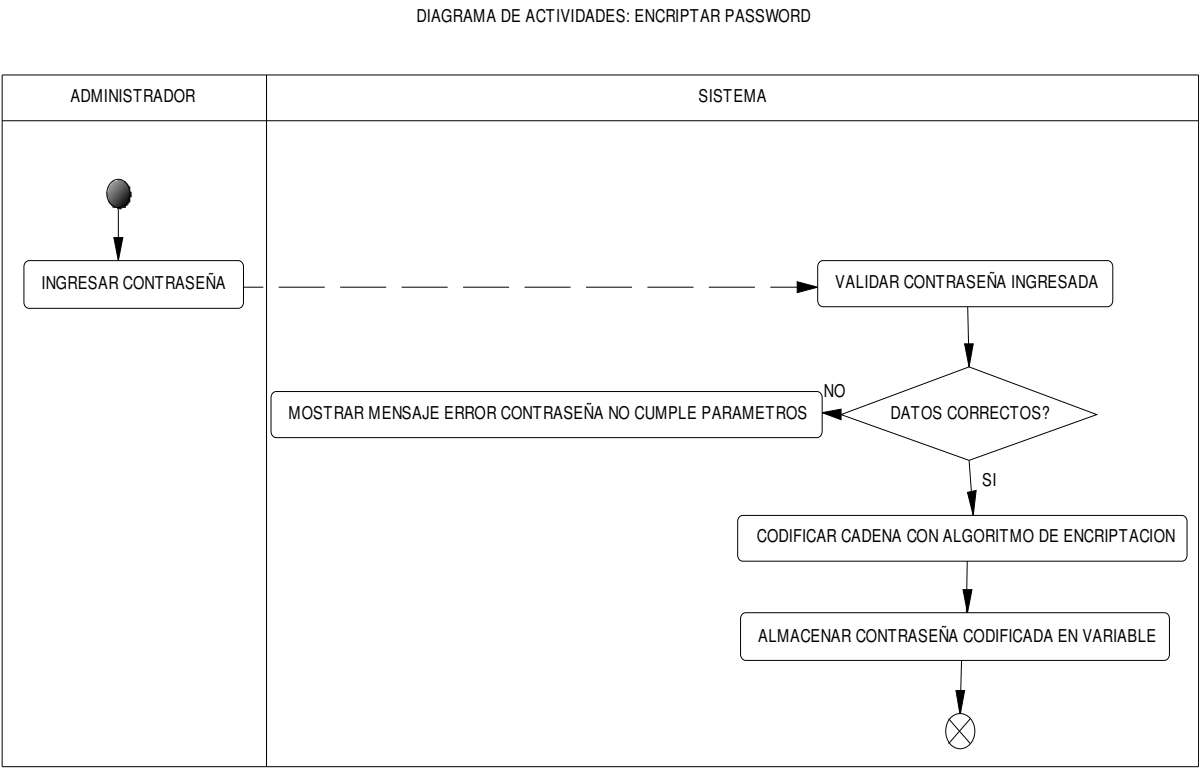 DIAGRAMA DE ACTIVIDADES: ENCRIPTAR PASSWORD
ADMINISTRADOR
SISTEMA
INGRESAR CONTRASEÑA
VALIDAR CONTRASEÑA INGRESADA
NO
MOSTRAR MENSAJE ERROR CONTRASEÑA NO CUMPLE PARAMETROS
DATOS CORRECTOS?
SI
CODIFICAR CADENA CON ALGORITMO DE ENCRIPTACION
ALMACENAR CONTRASEÑA CODIFICADA EN VARIABLE